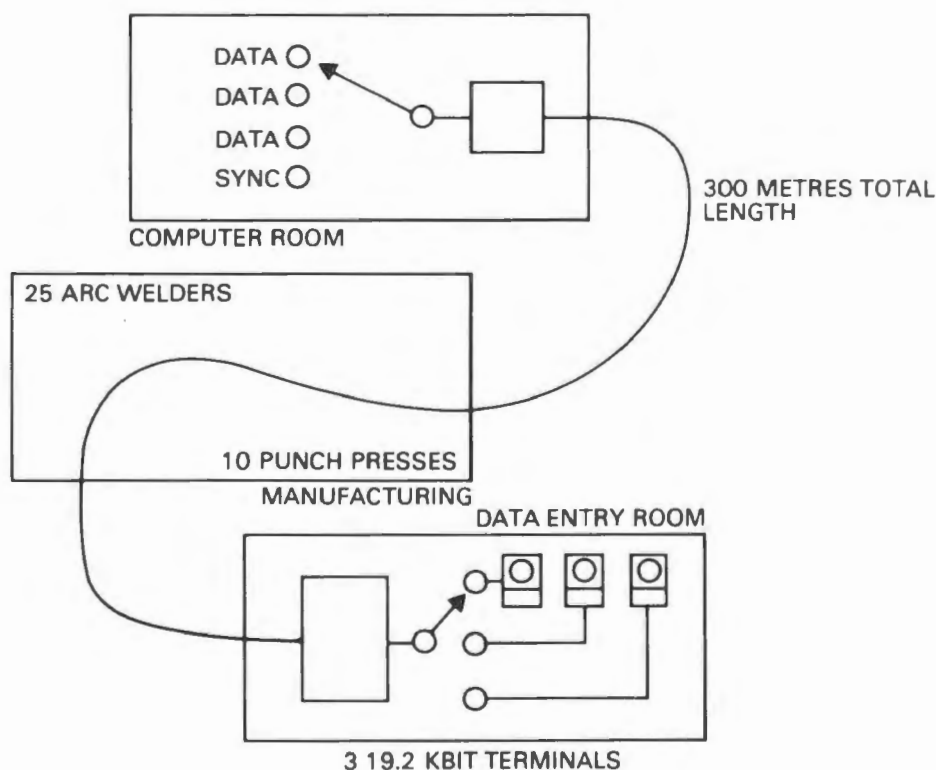 DATA
DATA
DATA
SYNC
COMPUTER ROOM
300 METRES TOTAL
LENGTH
25 ARC WELDERS
10 PUNCH PRESSES
MANUFACTURING
DATA ENTRY ROOM
3 19.2 KBIT TERMINALS